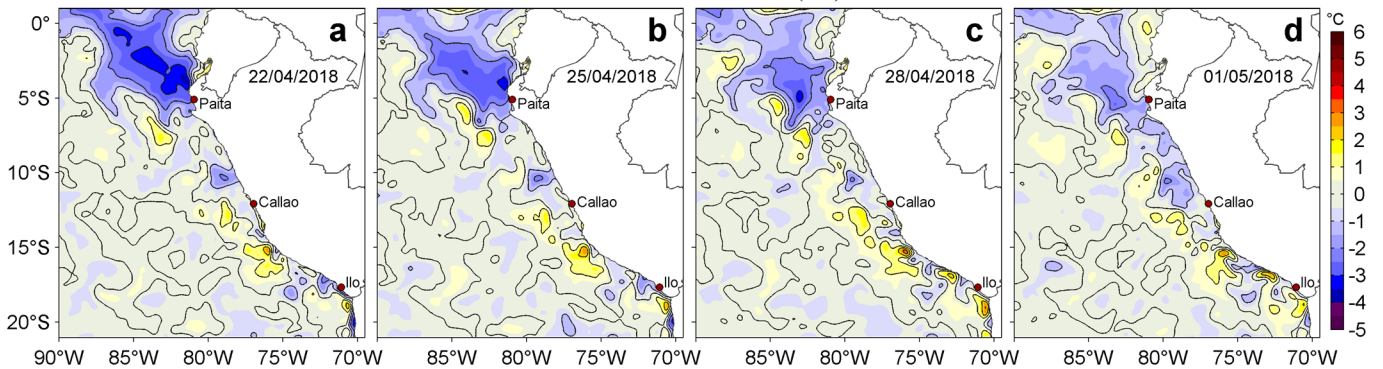 a
b
c
d
°C
0°
5°S
10°S
15°S
20°S
22/04/2018
25/04/2018
28/04/2018
01/05/2018
Paita
Callao
Ilo
Paita
Callao
Ilo
Paita
Callao
Ilo
Paita
Callao
Ilo
6
5
4
3
2
1
0
-1
-2
-3
-4
-5
90°W
85°W
80°W
75°W
70°W
85°W
80°W
75°W
70°W
85°W
80°W
75°W
70°W
85°W
80°W
75°W
70°W